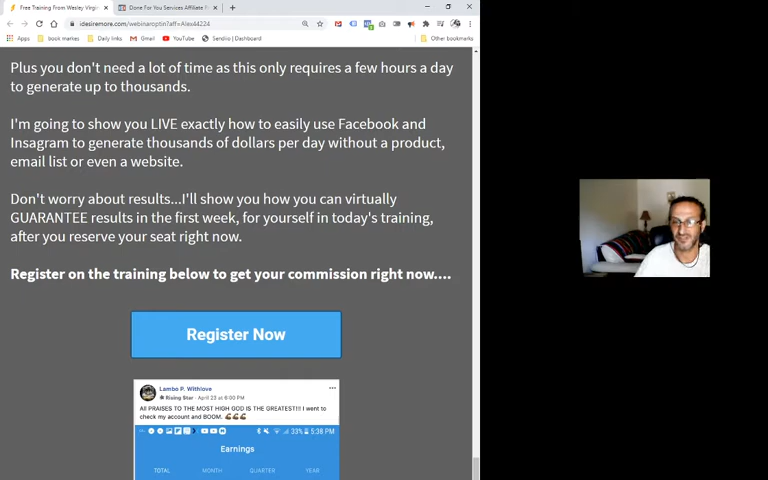 Free Training From Wesley Virgi
Done For You Services Affiliate F
idesiremore.com/webinaroptin?aff=Alex44224
Apps
book markes
Daily links
Gmail
YouTube
Sendiio | Dashboard
Other bookmarks
Plus you don't need a lot of time as this only requires a few hours a day
to generate up to thousands.
I'm going to show you LIVE exactly how to easily use Facebook and
Insagram to generate thousands of dollars per day without a product,
email list or even a website.
Don't worry about results...I'll show you how you can virtually
GUARANTEE results in the first week, for yourself in today's training,
after you reserve your seat right now.
Register on the training below to get your commission right now....
Register Now
Lambo P. Withlove
Rising Star · April 23 at 6:00 PM
All PRAISES TO THE MOST HIGH GOD IS THE GREATEST!!! I went to
check my account and BOOM.
33% 5:38 PM
Earnings
TOTAL MONTH QUARTER YEAR